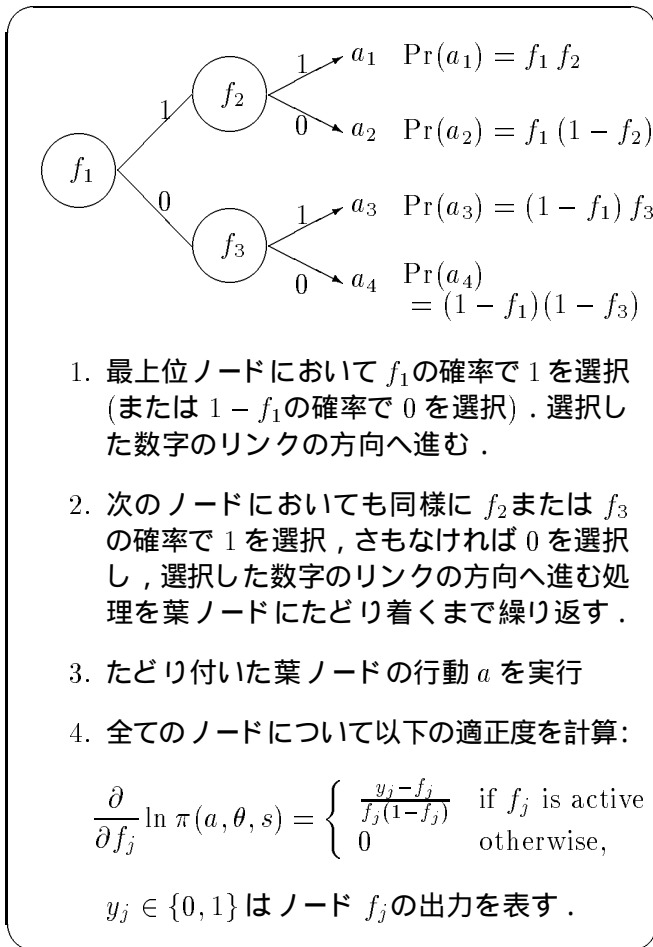 1 a₁ Pr(a₁) = f₁ f₂
f₂
1 0 a₂ Pr(a₂) = f₁ (1 − f₂)
f₁
0 1 a₃ Pr(a₃) = (1 − f₁) f₃
f₃
0 a₄ Pr(a₄)
= (1 − f₁)(1 − f₃)
1. 最上位ノードにおいて f₁の確率で 1 を選択
(または 1 − f₁の確率で 0 を選択)．選択し
た数字のリンクの方向へ進む．
2. 次のノードにおいても同様に f₂または f₃
の確率で 1 を選択，さもなければ 0 を選択
し，選択した数字のリンクの方向へ進む処
理を葉ノードにたどり着くまで繰り返す．
3. たどり付いた葉ノードの行動 a を実行
4. 全てのノードについて以下の適正度を計算:
∂/∂fⱼ ln π(a, θ, s) = { (yⱼ−fⱼ)/(fⱼ(1−fⱼ)) if fⱼ is active
0 otherwise,
yⱼ ∈ {0, 1} はノード fⱼの出力を表す．